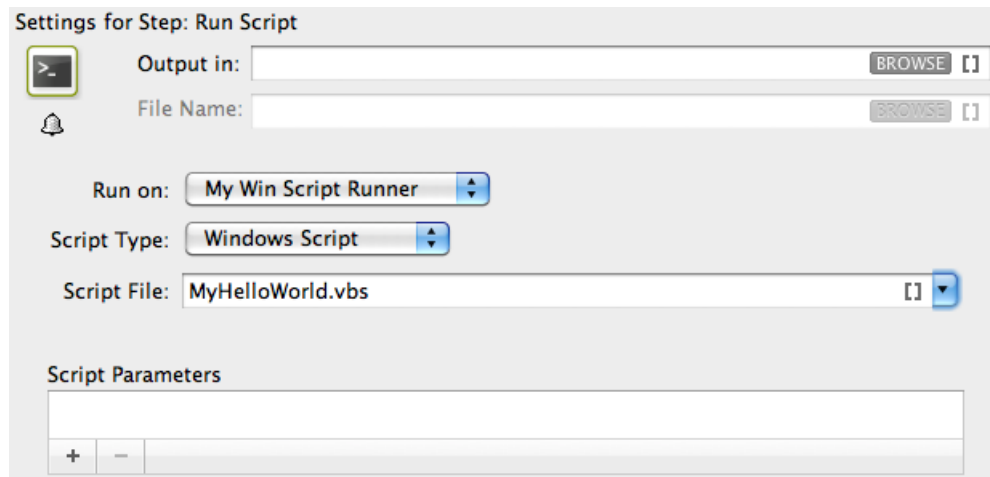 Settings for Step: Run Script
Output in: BROWSE []
File Name: BROWSE []
Run on: My Win Script Runner
Script Type: Windows Script
Script File: MyHelloWorld.vbs []
Script Parameters
+ −